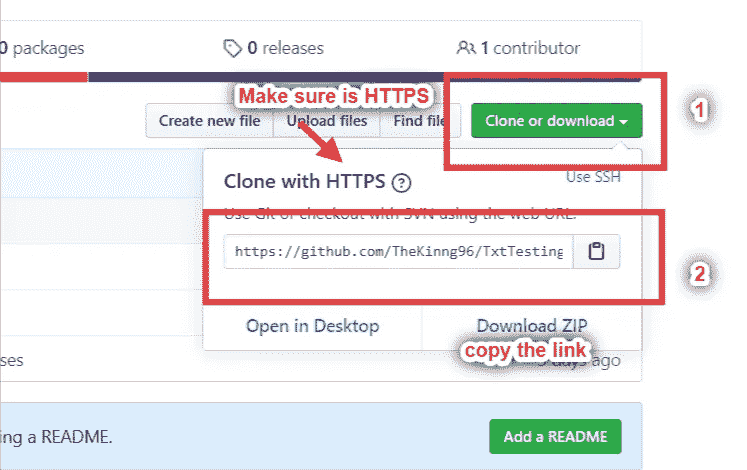 0 packages 0 releases 1 contributor
Make sure is HTTPS
1
Create new file Upload files Find file Clone or download
Clone with HTTPS ? Use SSH
Use Git or checkout with SVN using the web URL.
https://github.com/TheKinng96/TxtTesting
2
Open in Desktop Download ZIP
copy the link
ses days ago
ing a README. Add a README